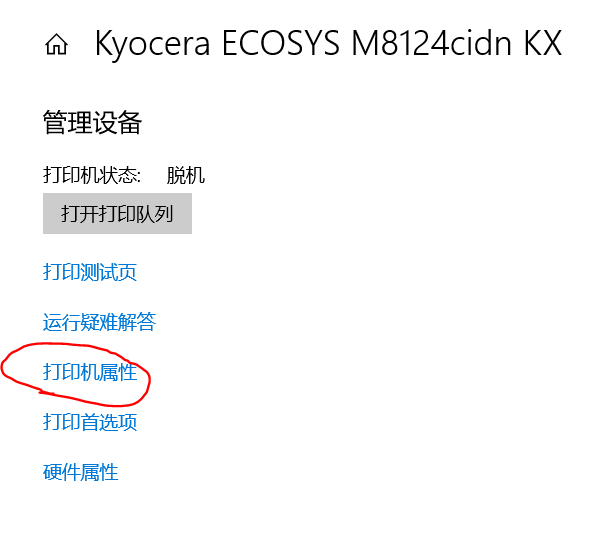 Kyocera ECOSYS M8124cidn KX
管理设备
打印机状态: 脱机
打开打印队列
打印测试页
运行疑难解答
打印机属性
打印首选项
硬件属性